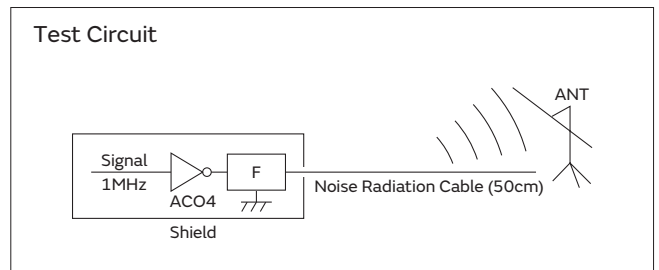 Test Circuit
ANT
Signal
1MHz
F
ACO4
Noise Radiation Cable (50cm)
Shield